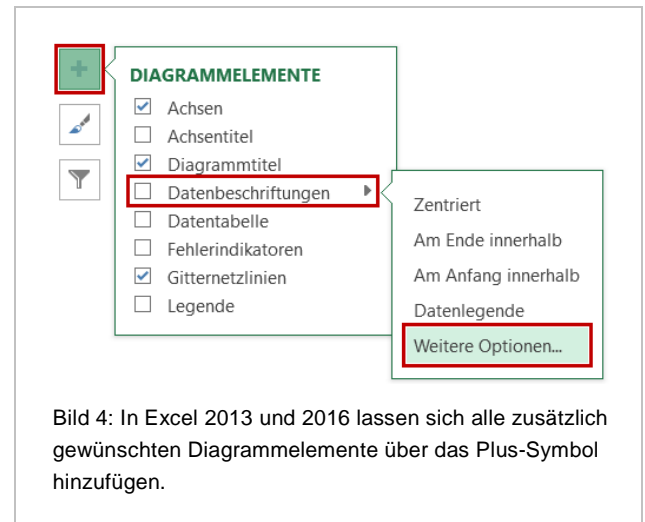 DIAGRAMMELEMENTE
Achsen
Achsentitel
Diagrammtitel
Datenbeschriftungen
Datentabelle
Fehlerindikatoren
Gitternetzlinien
Legende
Zentriert
Am Ende innerhalb
Am Anfang innerhalb
Datenlegende
Weitere Optionen...
Bild 4: In Excel 2013 und 2016 lassen sich alle zusätzlich
gewünschten Diagrammelemente über das Plus-Symbol
hinzufügen.